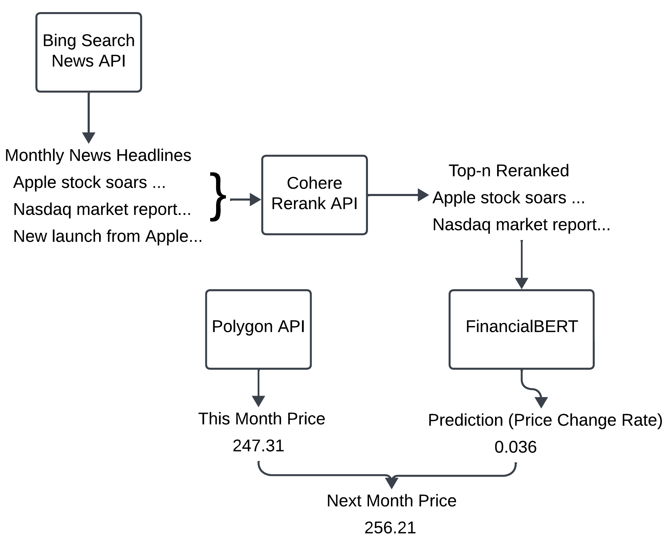 Bing Search
News API
Monthly News Headlines
Apple stock soars ...
Nasdaq market report...
New launch from Apple...
}
Cohere
Rerank API
Top-n Reranked
Apple stock soars ...
Nasdaq market report...
Polygon API
FinancialBERT
This Month Price
247.31
Prediction (Price Change Rate)
0.036
Next Month Price
256.21